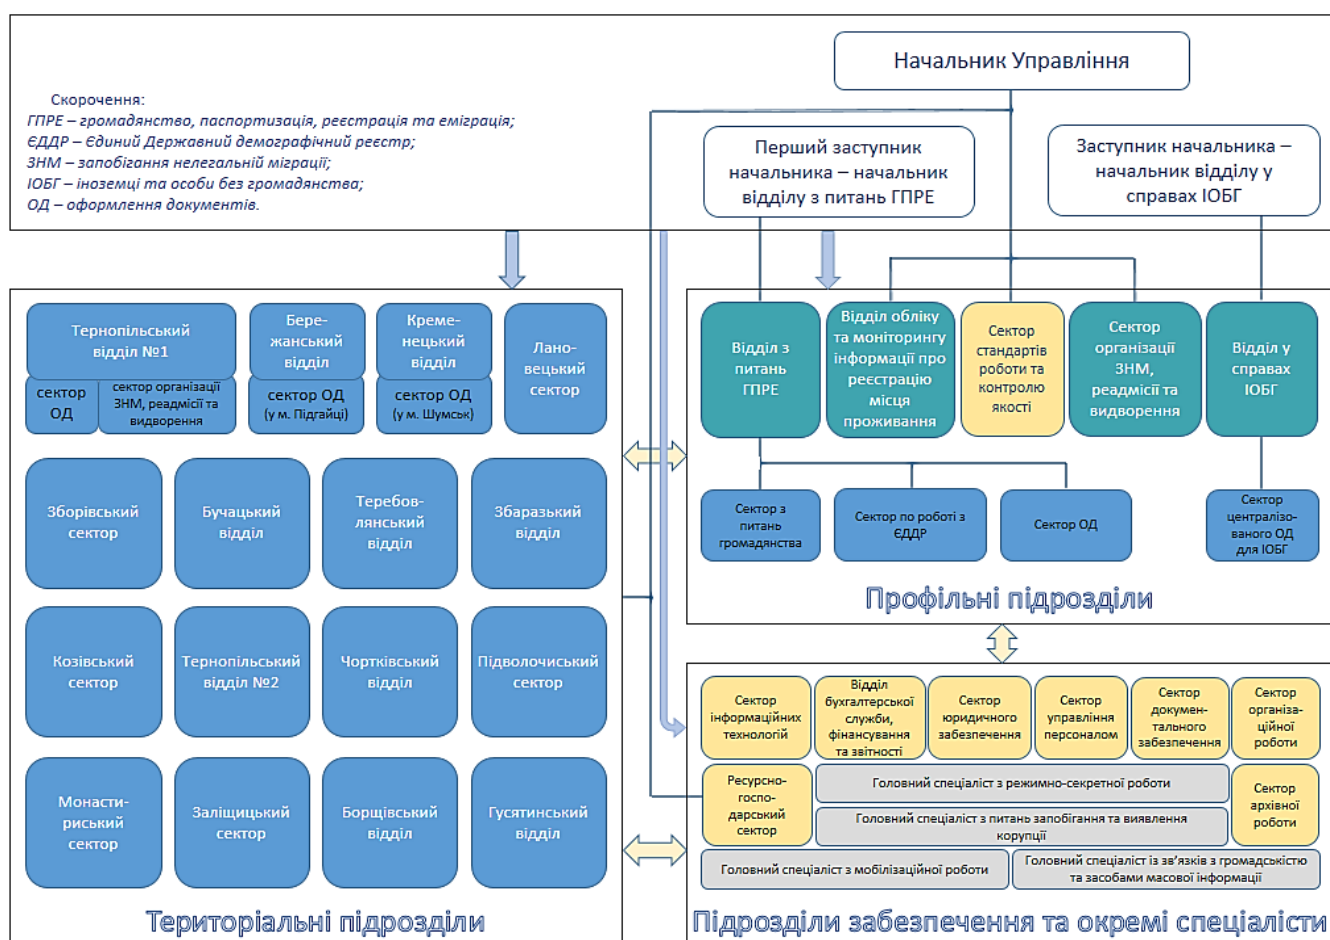 Начальник Управління
Скорочення:
ГПРЕ – громадянство, паспортизація, реєстрація та еміграція;
ЄДДР – Єдиний Державний демографічний реєстр;
ЗНМ – запобігання нелегальній міграції;
ІОБГ – іноземці та особи без громадянства;
ОД – оформлення документів.
Перший заступник
начальника – начальник
відділу з питань ГПРЕ
Заступник начальника –
начальник відділу у
справах ІОБГ
Тернопільський
відділ №1
сектор
ОД
сектор організації
ЗНМ, реадмісії та
видворення
Бере-
жанський
відділ
сектор ОД
(у м. Підгайці)
Креме-
нецький
відділ
сектор ОД
(у м. Шумськ)
Лано-
вецький
сектор
Зборівський
сектор
Бучацький
відділ
Теребов-
лянський
відділ
Збаразький
відділ
Козівський
сектор
Тернопільський
відділ №2
Чортківський
відділ
Підволочиський
сектор
Монасти-
риський
сектор
Заліщицький
сектор
Борщівський
відділ
Гусятинський
відділ
Територіальні підрозділи
Відділ з
питань
ГПРЕ
Відділ обліку
та моніторингу
інформації про
реєстрацію
місця
проживання
Сектор
стандартів
роботи та
контролю
якості
Сектор
організації
ЗНМ,
реадмісії та
видворення
Відділ у
справах
ІОБГ
Сектор з
питань
громадянства
Сектор по роботі з
ЄДДР
Сектор ОД
Сектор
централізо-
ваного ОД
для ІОБГ
Профільні підрозділи
Сектор
інформаційних
технологій
Відділ
бухгалтерської
служби,
фінансування
та звітності
Сектор
юридичного
забезпечення
Сектор
управління
персоналом
Сектор
докумен-
тального
забезпечення
Сектор
організа-
ційної
роботи
Ресурсно-
госпо-
дарський
сектор
Головний спеціаліст з режимно-секретної роботи
Головний спеціаліст з питань запобігання та виявлення
корупції
Сектор
архівної
роботи
Головний спеціаліст з мобілізаційної роботи
Головний спеціаліст із зв’язків з громадськістю
та засобами масової інформації
Підрозділи забезпечення та окремі спеціалісти